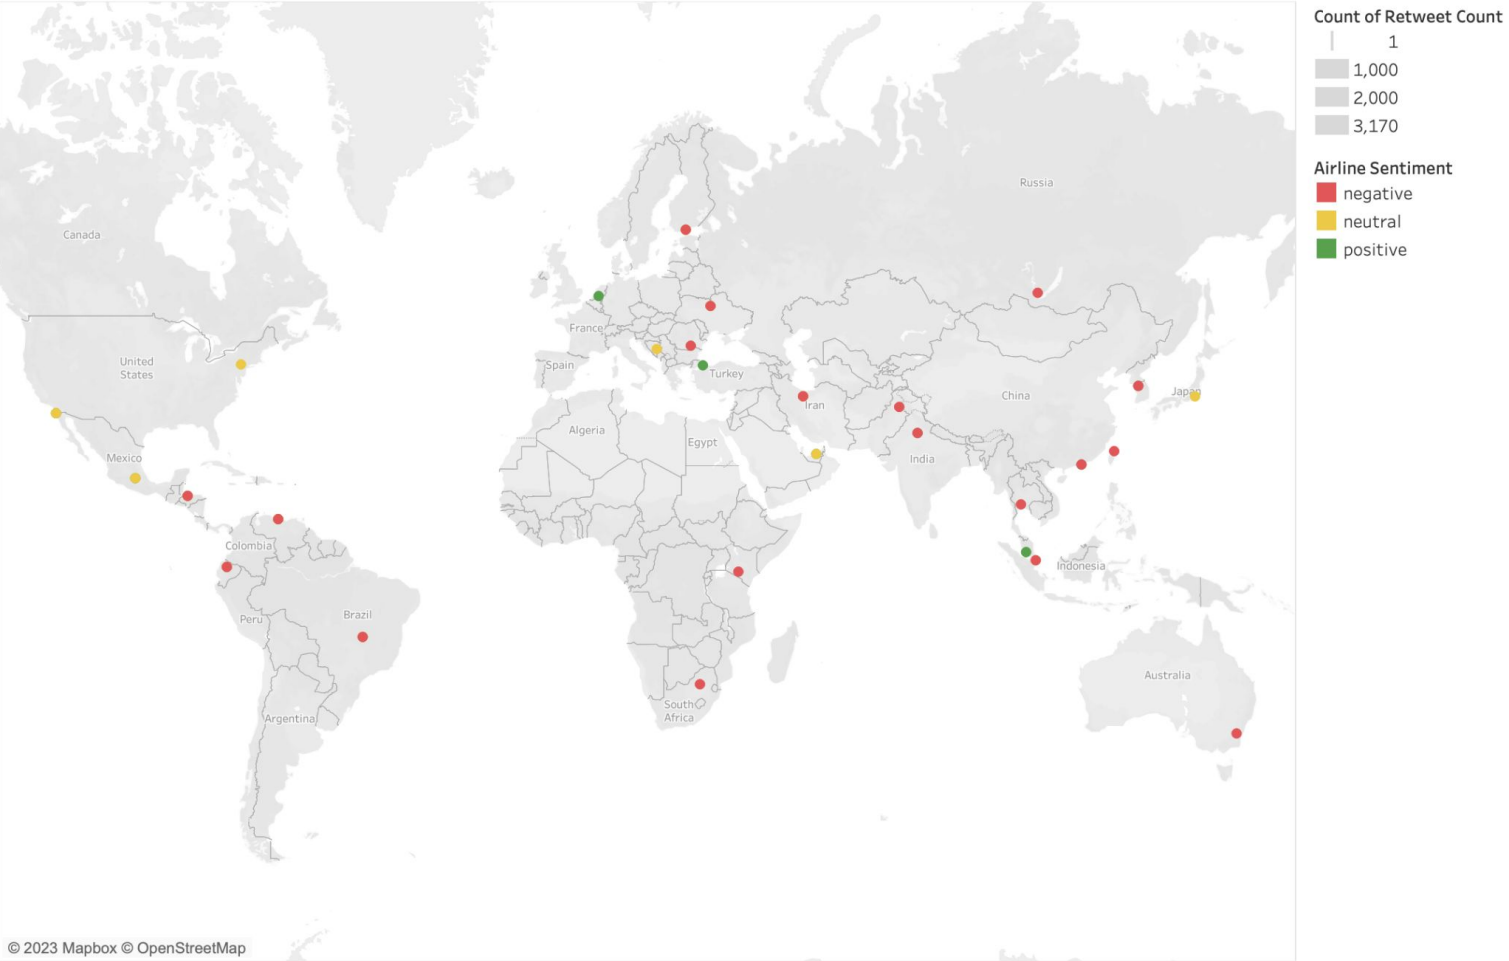 Count of Retweet Count
1
1,000
2,000
3,170
Airline Sentiment
negative
neutral
positive
Russia
Canada
France
United
States
Spain
Turkey
China
Japan
Iran
Algeria
Egypt
Mexico
India
Colombia
Indonesia
Brazil
Peru
Australia
South
Africa
Argentina
© 2023 Mapbox © OpenStreetMap